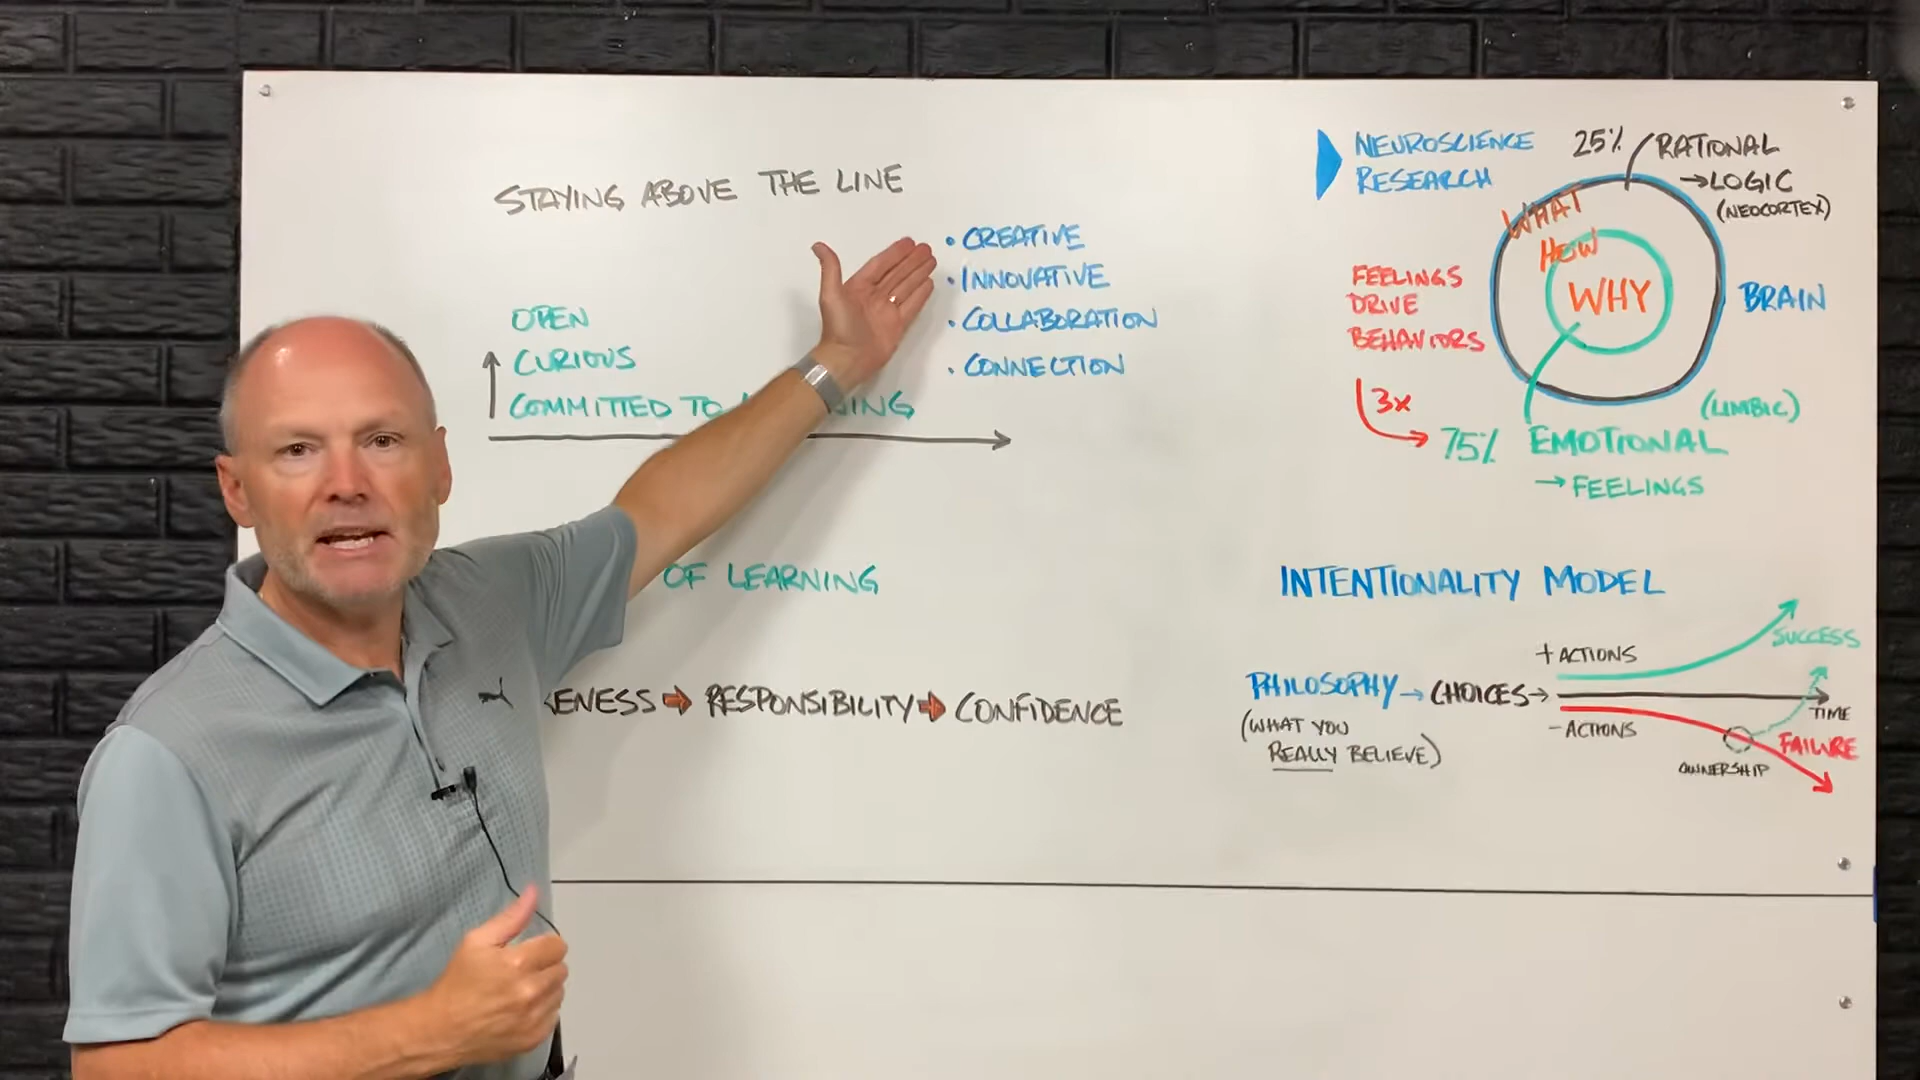 STAYING ABOVE THE LINE
OPEN
CURIOUS
COMMITTED TO
• CREATIVE
• INNOVATIVE
• COLLABORATION
• CONNECTION
OF LEARNING
RESPONSIBILITY → CONFIDENCE
NEUROSCIENCE
RESEARCH
25% RATIONAL
→ LOGIC
(NEOCORTEX)
WHAT
HOW
WHY
BRAIN
FEELINGS
DRIVE
BEHAVIORS
3x
75% EMOTIONAL
(LIMBIC)
→ FEELINGS
INTENTIONALITY MODEL
PHILOSOPHY → CHOICES →
(WHAT YOU
REALLY BELIEVE)
+ ACTIONS
- ACTIONS
SUCCESS
TIME
FAILURE
OWNERSHIP